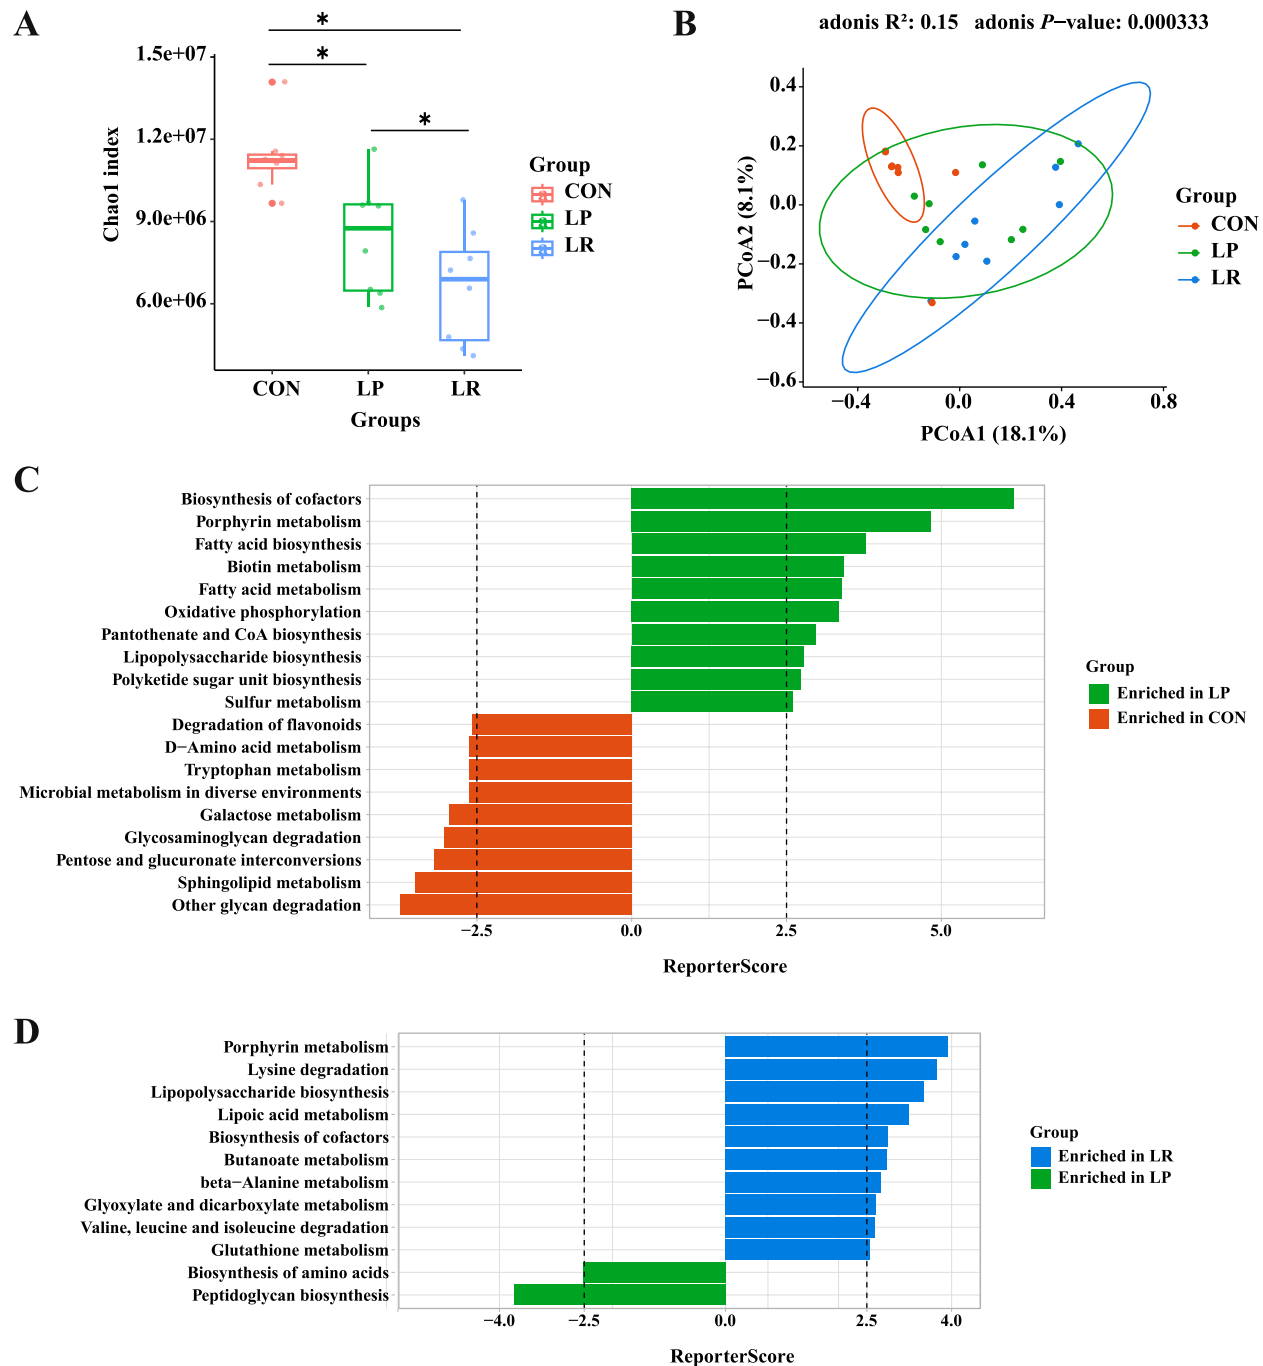 A
*
*
*
1.5e+07
1.2e+07
9.0e+06
6.0e+06
Chao1 index
CON
LP
LR
Groups
Group
CON
LP
LR
B
adonis R²: 0.15 adonis P−value: 0.000333
0.4
0.2
0.0
−0.2
−0.4
−0.6
PCoA2 (8.1%)
−0.4
0.0
0.4
0.8
PCoA1 (18.1%)
Group
CON
LP
LR
C
Biosynthesis of cofactors
Porphyrin metabolism
Fatty acid biosynthesis
Biotin metabolism
Fatty acid metabolism
Oxidative phosphorylation
Pantothenate and CoA biosynthesis
Lipopolysaccharide biosynthesis
Polyketide sugar unit biosynthesis
Sulfur metabolism
Degradation of flavonoids
D−Amino acid metabolism
Tryptophan metabolism
Microbial metabolism in diverse environments
Galactose metabolism
Glycosaminoglycan degradation
Pentose and glucuronate interconversions
Sphingolipid metabolism
Other glycan degradation
−2.5
0.0
2.5
5.0
ReporterScore
Group
Enriched in LP
Enriched in CON
D
Porphyrin metabolism
Lysine degradation
Lipopolysaccharide biosynthesis
Lipoic acid metabolism
Biosynthesis of cofactors
Butanoate metabolism
beta−Alanine metabolism
Glyoxylate and dicarboxylate metabolism
Valine, leucine and isoleucine degradation
Glutathione metabolism
Biosynthesis of amino acids
Peptidoglycan biosynthesis
−4.0
−2.5
0.0
2.5
4.0
ReporterScore
Group
Enriched in LR
Enriched in LP